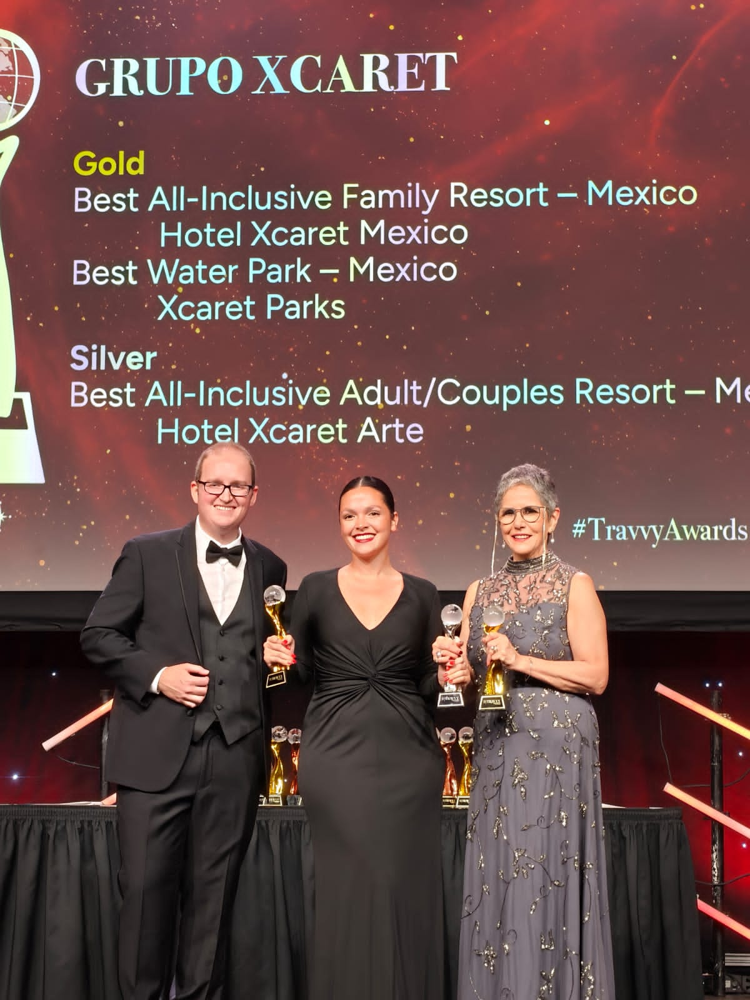 GRUPO XCARET
Gold
Best All-Inclusive Family Resort – Mexico
Hotel Xcaret Mexico
Best Water Park – Mexico
Xcaret Parks
Silver
Best All-Inclusive Adult/Couples Resort –
Hotel Xcaret Arte
#TravvyAwards